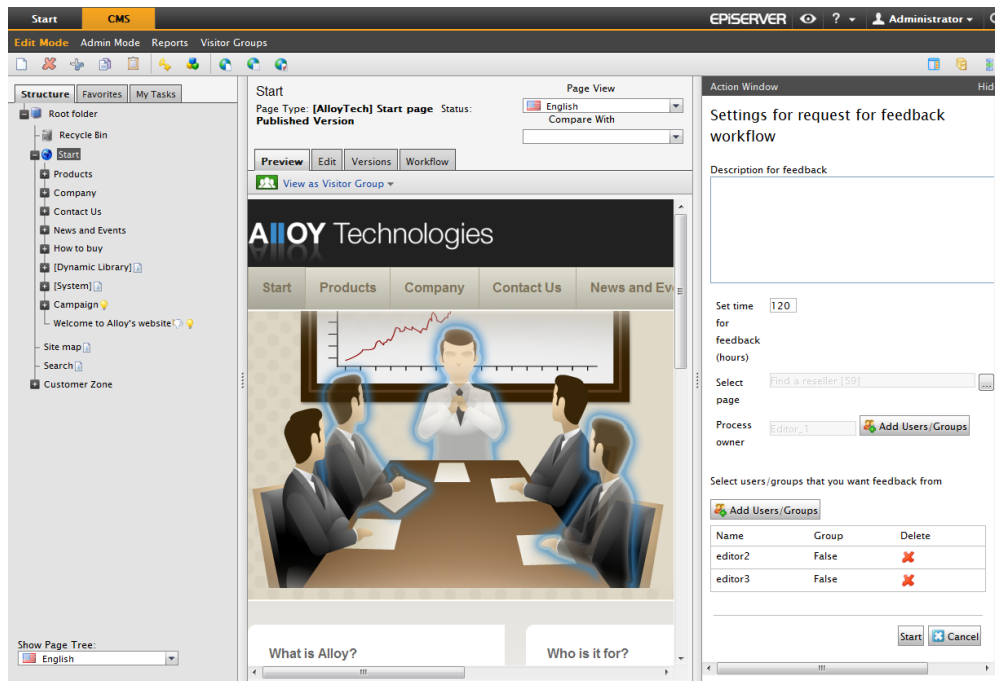 Start CMS
EPiSERVER ? Administrator
Edit Mode Admin Mode Reports Visitor Groups
Structure Favorites My Tasks
Root folder
Recycle Bin
Start
Products
Company
Contact Us
News and Events
How to buy
[Dynamic Library]
[System]
Campaign
Welcome to Alloy's website
Site map
Search
Customer Zone
Show Page Tree:
English
Start
Page Type: [AlloyTech] Start page Status:
Published Version
Page View
English
Compare With
Preview Edit Versions Workflow
View as Visitor Group
ALLOY Technologies
Start Products Company Contact Us News and Eve
What is Alloy? Who is it for?
Action Window Hid
Settings for request for feedback
workflow
Description for feedback
Set time 120
for
feedback
(hours)
Select Find a reseller [59] ...
page
Process Editor_1 Add Users/Groups
owner
Select users/groups that you want feedback from
Add Users/Groups
Name Group Delete
editor2 False
editor3 False
Start Cancel